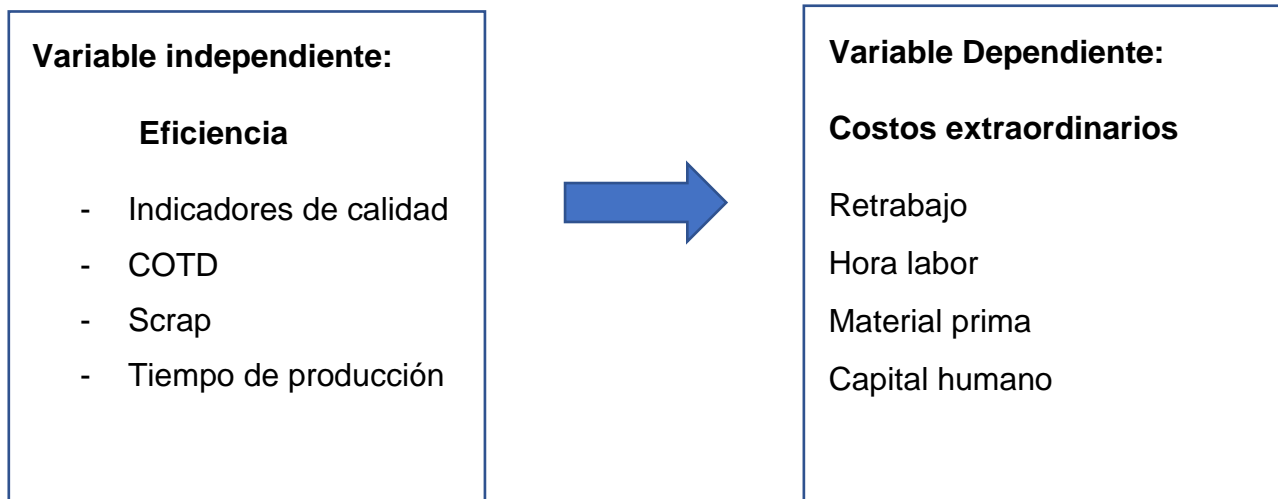 Variable independiente:
Eficiencia
- Indicadores de calidad
- COTD
- Scrap
- Tiempo de producción
Variable Dependiente:
Costos extraordinarios
Retrabajo
Hora labor
Material prima
Capital humano